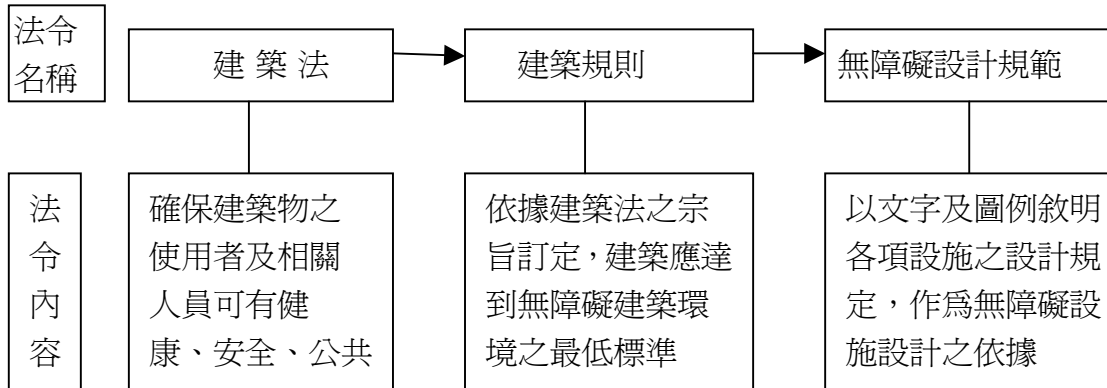 法令
名稱
建 築 法
建築規則
無障礙設計規範
法
令
內
容
確保建築物之
使用者及相關
人員可有健
康、安全、公共
依據建築法之宗
旨訂定，建築應達
到無障礙建築環
境之最低標準
以文字及圖例敘明
各項設施之設計規
定，作為無障礙設
施設計之依據